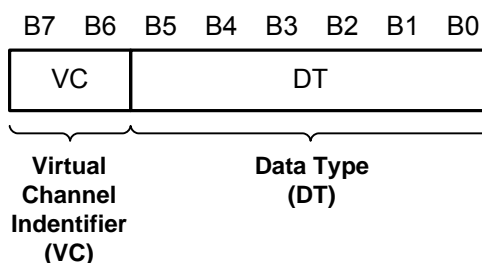 B7 B6 B5 B4 B3 B2 B1 B0
VC DT
Virtual
Channel
Indentifier
(VC)
Data Type
(DT)